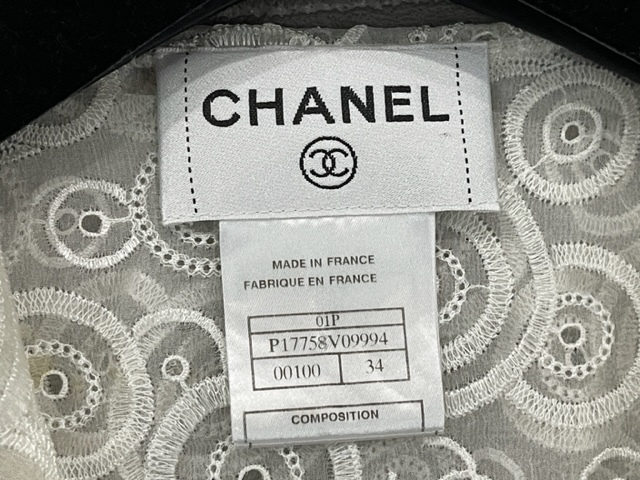 CHANEL
MADE IN FRANCE
FABRIQUE EN FRANCE
01P
P17758V09994
00100 34
COMPOSITION